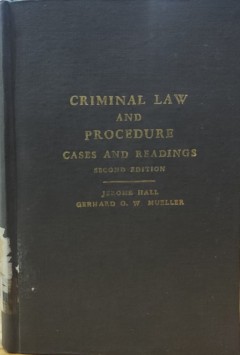 CRIMINAL LAW
AND
PROCEDURE
CASES AND READINGS
SECOND EDITION
JEROME HALL
GERHARD O. W. MUELLER